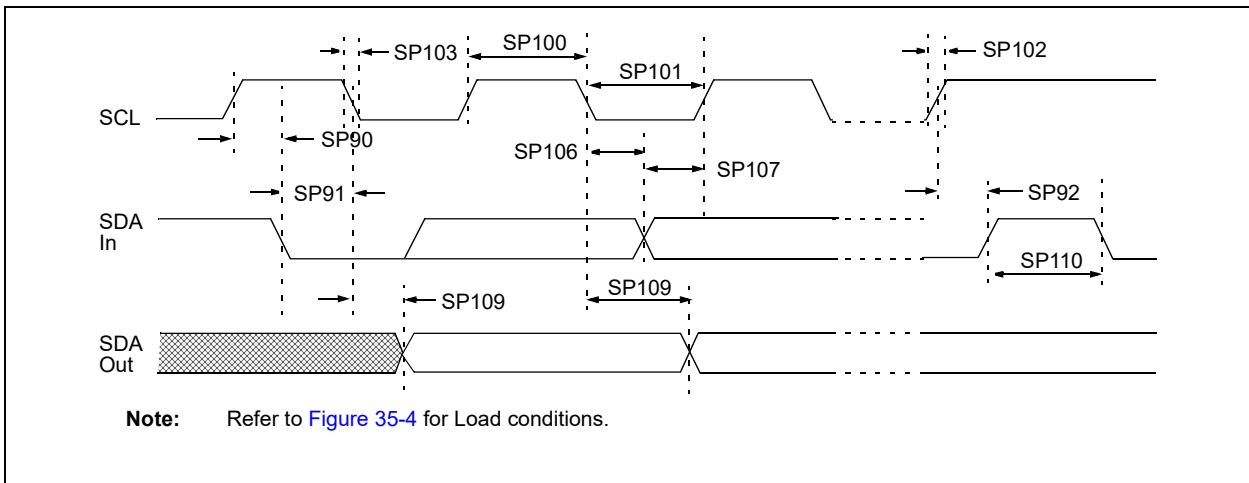 SP103
SP100
SP102
SP101
SCL
SP90
SP106
SP107
SP91
SP92
SDA
In
SP110
SP109
SP109
SDA
Out
Note: Refer to Figure 35-4 for Load conditions.